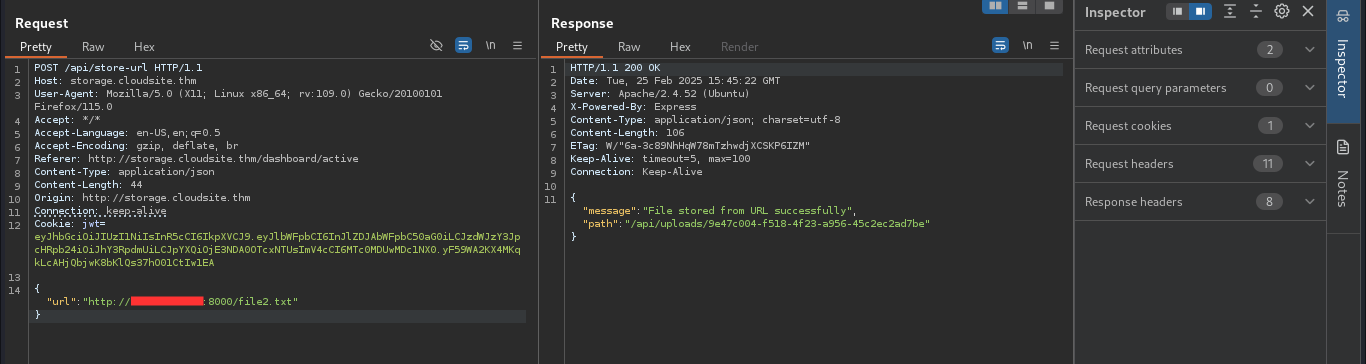 Request
Pretty Raw Hex
\n
1 POST /api/store-url HTTP/1.1
2 Host: storage.cloudsite.thm
3 User-Agent: Mozilla/5.0 (X11; Linux x86_64; rv:109.0) Gecko/20100101
Firefox/115.0
4 Accept: */*
5 Accept-Language: en-US,en;q=0.5
6 Accept-Encoding: gzip, deflate, br
7 Referer: http://storage.cloudsite.thm/dashboard/active
8 Content-Type: application/json
9 Content-Length: 44
10 Origin: http://storage.cloudsite.thm
11 Connection: keep-alive
12 Cookie: jwt=
eyJhbGciOiJIUzI1NiIsInR5cCI6IkpXVCJ9.eyJlbWFpbCI6InJlZDJAbWFpbC50aG0iLCJzdWJzY3Jp
cHRpb24iOiJhY3RpdmUiLCJpYXQiOjE3NDA0OTcxNTUsImV4cCI6MTc0MDUwMDc1NX0.yF59WA2KX4MKq
kLcAHjQbjwK8bKlQs37hO01CtIw1EA
13
14 {
"url":"http:// :8000/file2.txt"
}
Response
Pretty Raw Hex Render
\n
1 HTTP/1.1 200 OK
2 Date: Tue, 25 Feb 2025 15:45:22 GMT
3 Server: Apache/2.4.52 (Ubuntu)
4 X-Powered-By: Express
5 Content-Type: application/json; charset=utf-8
6 Content-Length: 106
7 ETag: W/"6a-3c89NhHqW78mTzhwdjXCSKP6IZM"
8 Keep-Alive: timeout=5, max=100
9 Connection: Keep-Alive
10
11 {
"message":"File stored from URL successfully",
"path":"/api/uploads/9e47c004-f518-4f23-a956-45c2ec2ad7be"
}
Inspector
Request attributes 2
Request query parameters 0
Request cookies 1
Request headers 11
Response headers 8
Inspector
Notes